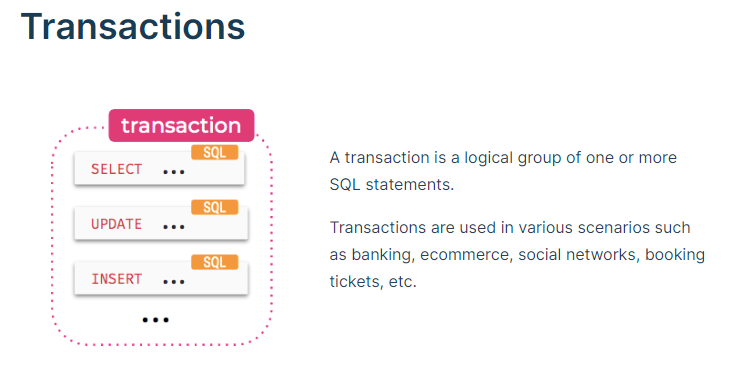 Transactions
transaction
SQL
SELECT ...
SQL
UPDATE ...
SQL
INSERT ...
...
A transaction is a logical group of one or more
SQL statements.
Transactions are used in various scenarios such
as banking, ecommerce, social networks, booking
tickets, etc.